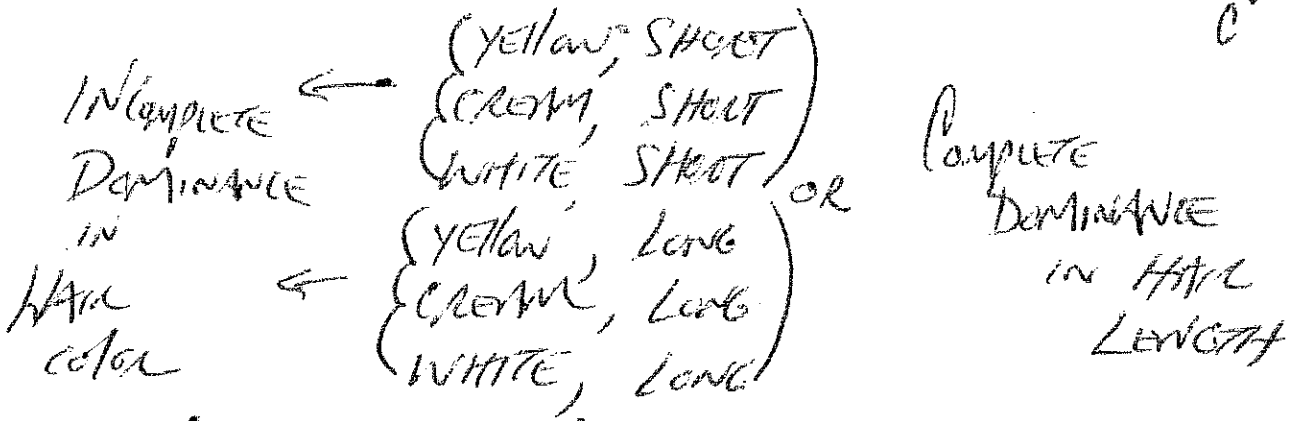 C
(YELLOW, SHORT)
INCOMPLETE ← CREAM, SHORT
DOMINANCE WHITE, SHORT OR COMPLETE
IN (YELLOW, LONG) DOMINANCE
HAIR ← CREAM, LONG IN HAIR
COLOR WHITE, LONG LENGTH